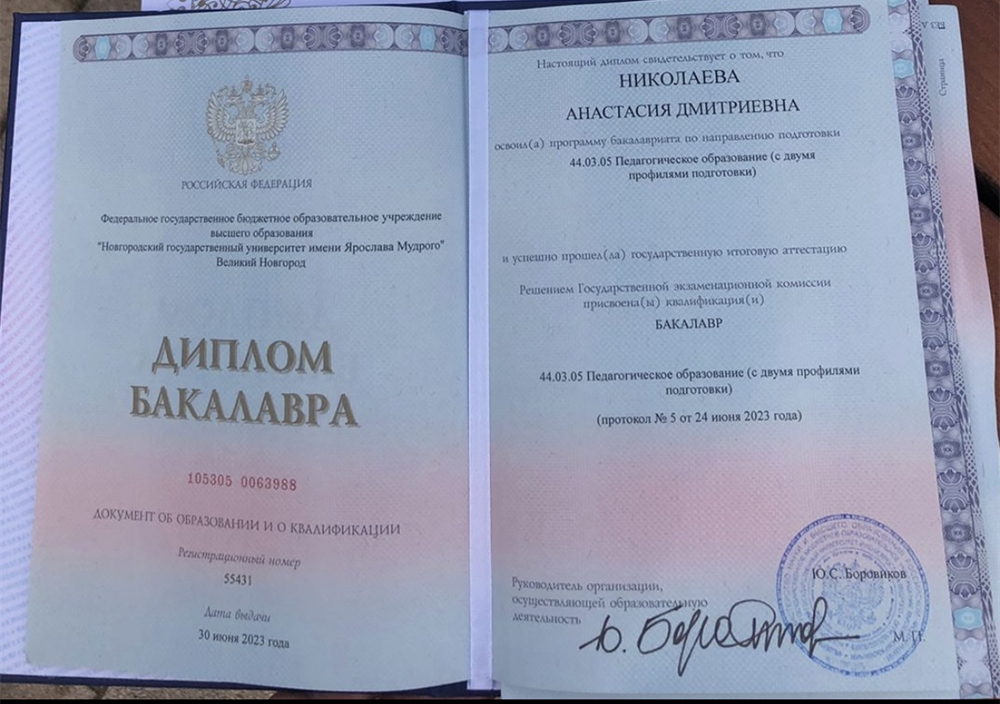 РОССИЙСКАЯ ФЕДЕРАЦИЯ
Федеральное государственное бюджетное образовательное учреждение
высшего образования
"Новгородский государственный университет имени Ярослава Мудрого"
Великий Новгород
ДИПЛОМ
БАКАЛАВРА
105305 0063988
ДОКУМЕНТ ОБ ОБРАЗОВАНИИ И О КВАЛИФИКАЦИИ
Регистрационный номер
55431
Дата выдачи
30 июня 2023 года
Настоящий диплом свидетельствует о том, что
НИКОЛАЕВА
АНАСТАСИЯ ДМИТРИЕВНА
освоил(а) программу бакалавриата по направлению подготовки
44.03.05 Педагогическое образование (с двумя
профилями подготовки)
и успешно прошел(ла) государственную итоговую аттестацию
Решением Государственной экзаменационной комиссии
присвоена(ы) квалификация(и)
БАКАЛАВР
44.03.05 Педагогическое образование (с двумя профилями
подготовки)
(протокол № 5 от 24 июня 2023 года)
Руководитель организации,
осуществляющей образовательную
деятельность
Ю.С. Боровиков
М.П.
Страница